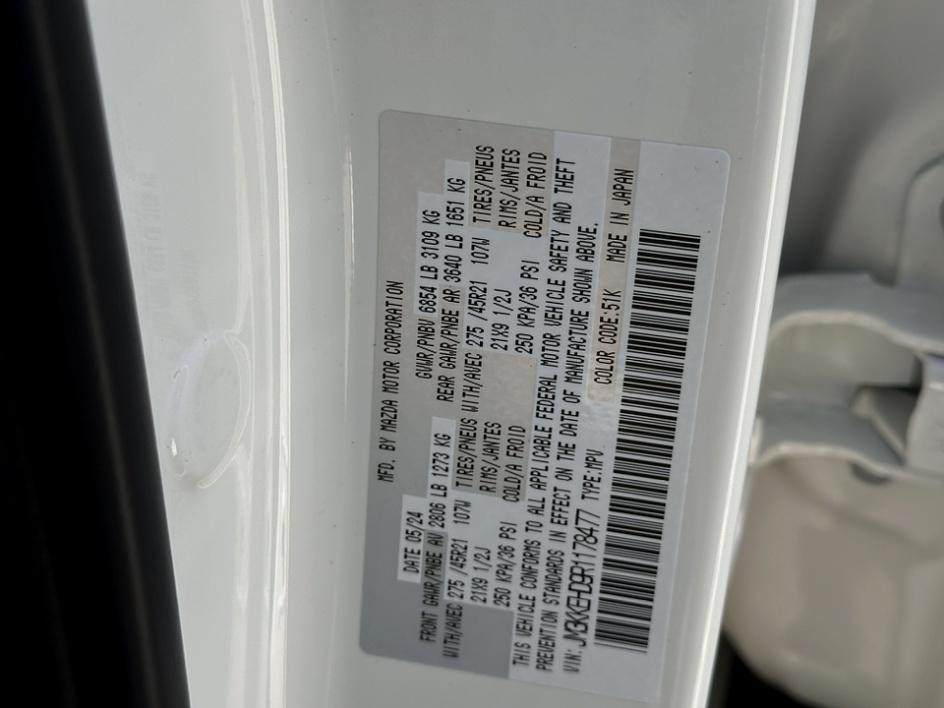 MFD. BY MAZDA MOTOR CORPORATION
DATE 05/24 GVWR/PNBV 6854 LB 3109 KG
FRONT GAWR/PNBE AV 2806 LB 1273 KG REAR GAWR/PNBE AR 3640 LB 1651 KG
WITH/AVEC 275 /45R21 107W TIRES/PNEUS WITH/AVEC 275 /45R21 107W TIRES/PNEUS
21X9 1/2J RIMS/JANTES 21X9 1/2J RIMS/JANTES
250 KPA/36 PSI COLD/A FROID 250 KPA/36 PSI COLD/A FROID
THIS VEHICLE CONFORMS TO ALL APPLICABLE FEDERAL MOTOR VEHICLE SAFETY AND THEFT
PREVENTION STANDARDS IN EFFECT ON THE DATE OF MANUFACTURE SHOWN ABOVE.
VIN: JM3KKEHD9R1178477 TYPE:MPV COLOR CODE:51K MADE IN JAPAN